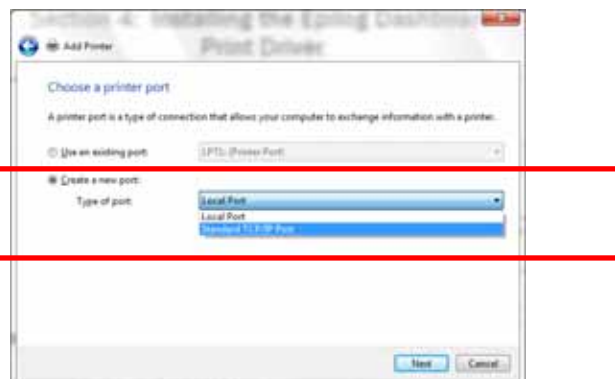 Section 4: Installing the Epilog Dashboard
Print Driver
Add Printer
Choose a printer port
A printer port is a type of connection that allows your computer to exchange information with a printer.
Use an existing port:
LPT1: (Printer Port)
Create a new port:
Type of port:
Local Port
Local Port
Standard TCP/IP Port
Next
Cancel